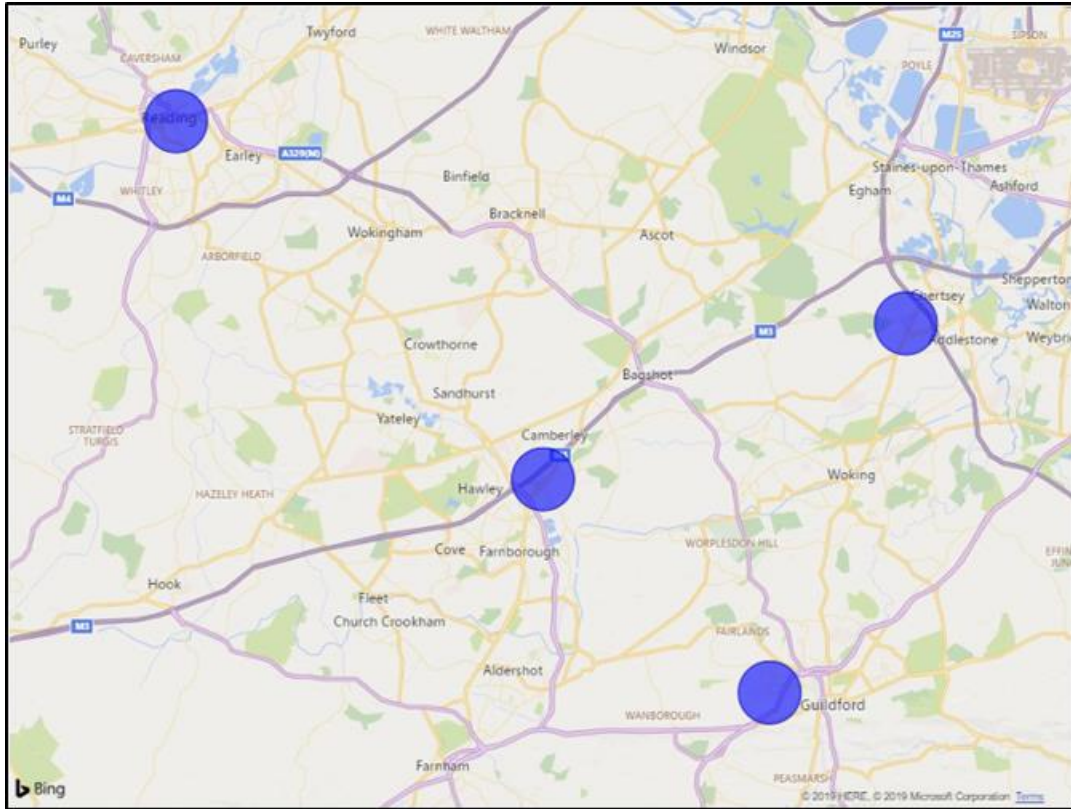 Purley
Twyford
WHITE WALTHAM
M25
SIPSON
CAVERSHAM
Windsor
POYLE
Reading
Earley
A329(M)
Binfield
Staines-upon-Thames
Egham
Ashford
M4
WHITLEY
Bracknell
Wokingham
Ascot
ARBORFIELD
Shepperton
Chertsey
Walton
M3
Addlestone
Weybri
Crowthorne
Bagshot
Sandhurst
Yateley
STRATFIELD
TURGIS
Camberley
Woking
Hawley
HAZELEY HEATH
Cove
Farnborough
WORPLESDON HILL
EFFIN
JUN
Hook
Fleet
Church Crookham
M3
FAIRLANDS
Aldershot
Guildford
WANBOROUGH
Farnham
PEASMARSH
Bing
© 2019 HERE, © 2019 Microsoft Corporation Terms